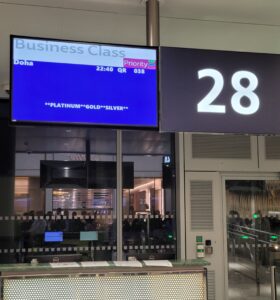 Business Class
Doha
Priority
22:40 QR 038
**PLATINUM**GOLD**SILVER**
28